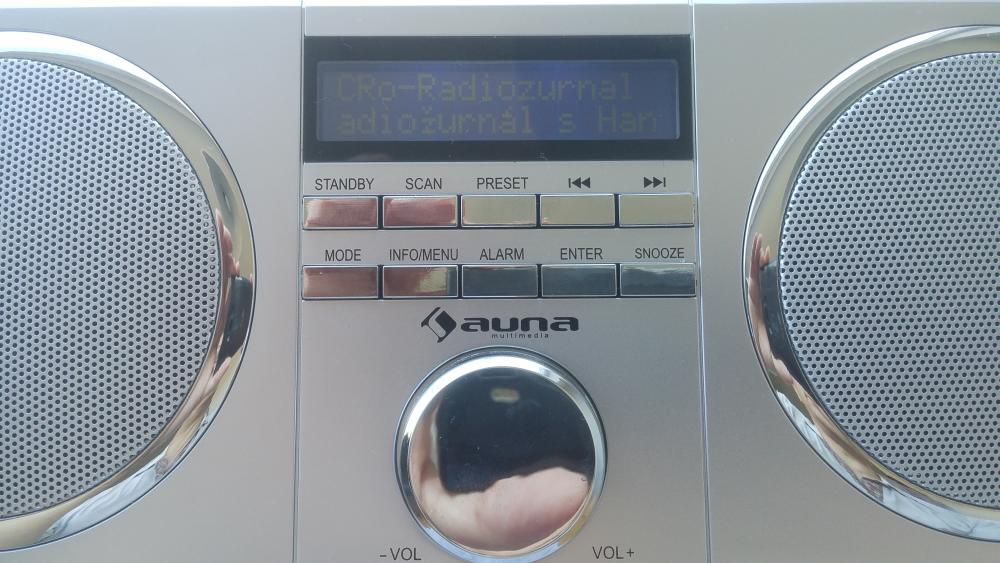 CRo-Radiozurnal
adiožurnál s Han
STANDBY SCAN PRESET
MODE INFO/MENU ALARM ENTER SNOOZE
auna
multimedia
–VOL VOL+